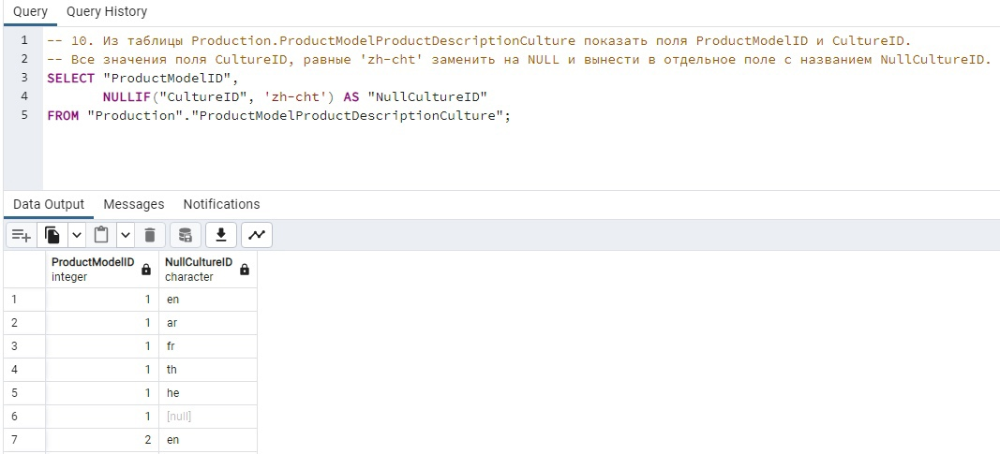 Query Query History
1 -- 10. Из таблицы Production.ProductModelProductDescriptionCulture показать поля ProductModelID и CultureID.
2 -- Все значения поля CultureID, равные 'zh-cht' заменить на NULL и вынести в отдельное поле с названием NullCultureID.
3 SELECT "ProductModelID",
4 NULLIF("CultureID", 'zh-cht') AS "NullCultureID"
5 FROM "Production"."ProductModelProductDescriptionCulture";
Data Output Messages Notifications
ProductModelID NullCultureID
integer character
1 1 en
2 1 ar
3 1 fr
4 1 th
5 1 he
6 1 [null]
7 2 en